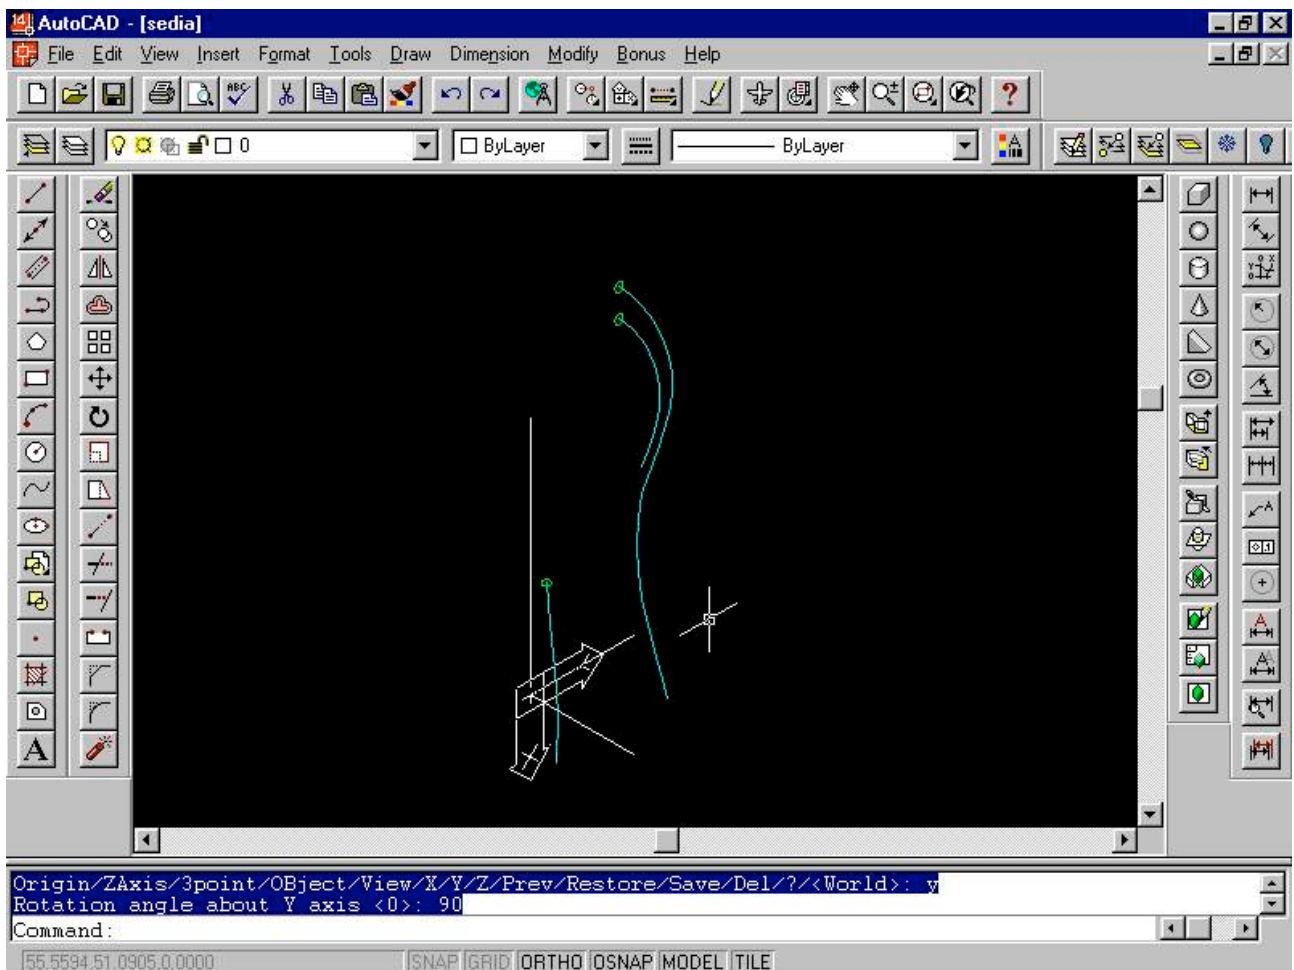 AutoCAD - [sedia]
File Edit View Insert Format Tools Draw Dimension Modify Bonus Help
ABC
0 ByLayer ByLayer
A
Y
X
Origin/ZAxis/3point/OBject/View/X/Y/Z/Prev/Restore/Save/Del/?/<World>: y
Rotation angle about Y axis <0>: 90
Command:
55.5594,51.0905,0.0000 SNAP GRID ORTHO OSNAP MODEL TILE